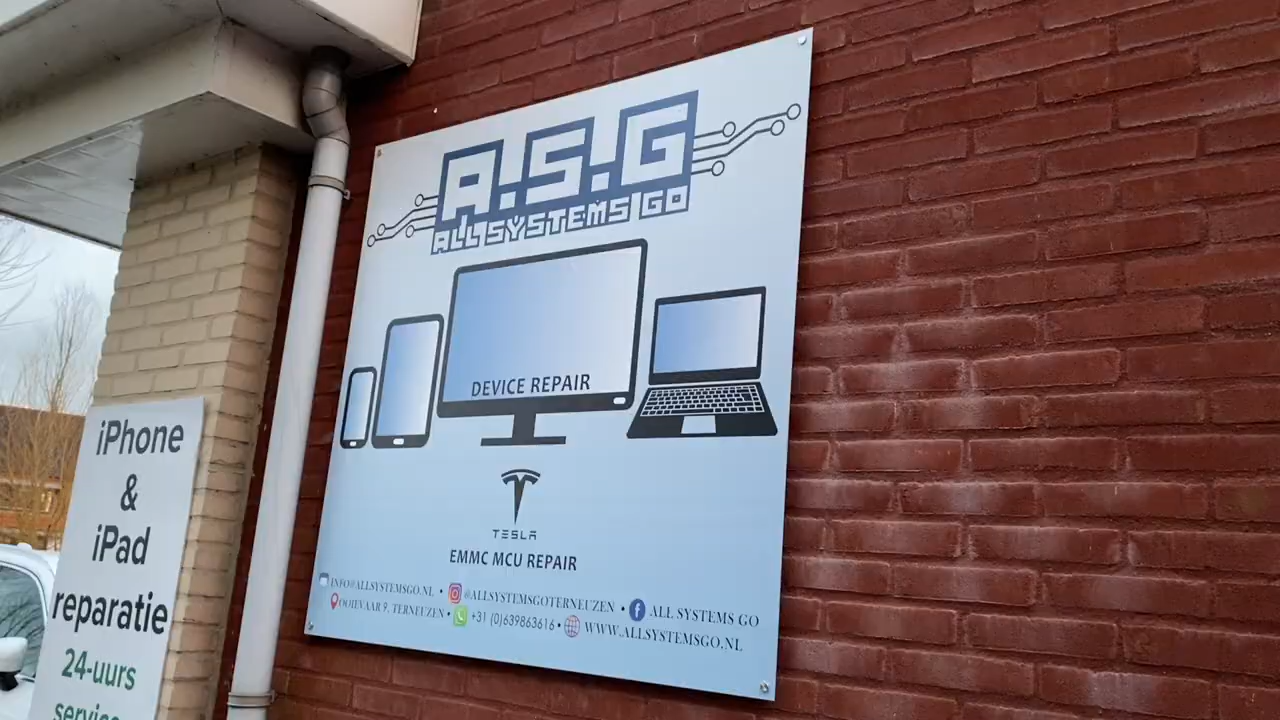 A.S.G
ALL SYSTEMS GO
DEVICE REPAIR
TESLA
EMMC MCU REPAIR
INFO@ALLSYSTEMSGO.NL • @ALLSYSTEMSGOTERNEUZEN • ALL SYSTEMS GO
OOIEVAAR 9, TERNEUZEN • +31 (0)639863616 • WWW.ALLSYSTEMSGO.NL
iPhone
&
iPad
reparatie
24-uurs
service